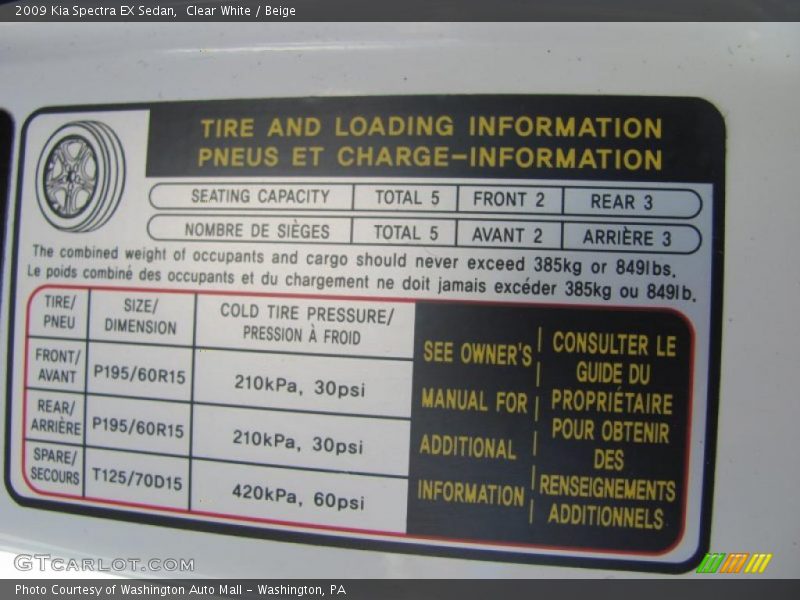 2009 Kia Spectra EX Sedan,  Clear White / Beige
TIRE AND LOADING INFORMATION
PNEUS ET CHARGE-INFORMATION
SEATING CAPACITY TOTAL 5 FRONT 2 REAR 3
NOMBRE DE SIÈGES TOTAL 5 AVANT 2 ARRIÈRE 3
The combined weight of occupants and cargo should never exceed 385kg or 849lbs.
Le poids combiné des occupants et du chargement ne doit jamais excéder 385kg ou 849lb.
TIRE/
PNEU
SIZE/
DIMENSION
COLD TIRE PRESSURE/
PRESSION À FROID
FRONT/
AVANT
P195/60R15
210kPa, 30psi
REAR/
ARRIÈRE
P195/60R15
210kPa, 30psi
SPARE/
SECOURS
T125/70D15
420kPa, 60psi
SEE OWNER'S
MANUAL FOR
ADDITIONAL
INFORMATION
CONSULTER LE
GUIDE DU
PROPRIÉTAIRE
POUR OBTENIR
DES
RENSEIGNEMENTS
ADDITIONNELS
GTCarLot.com
Photo Courtesy of Washington Auto Mall - Washington, PA